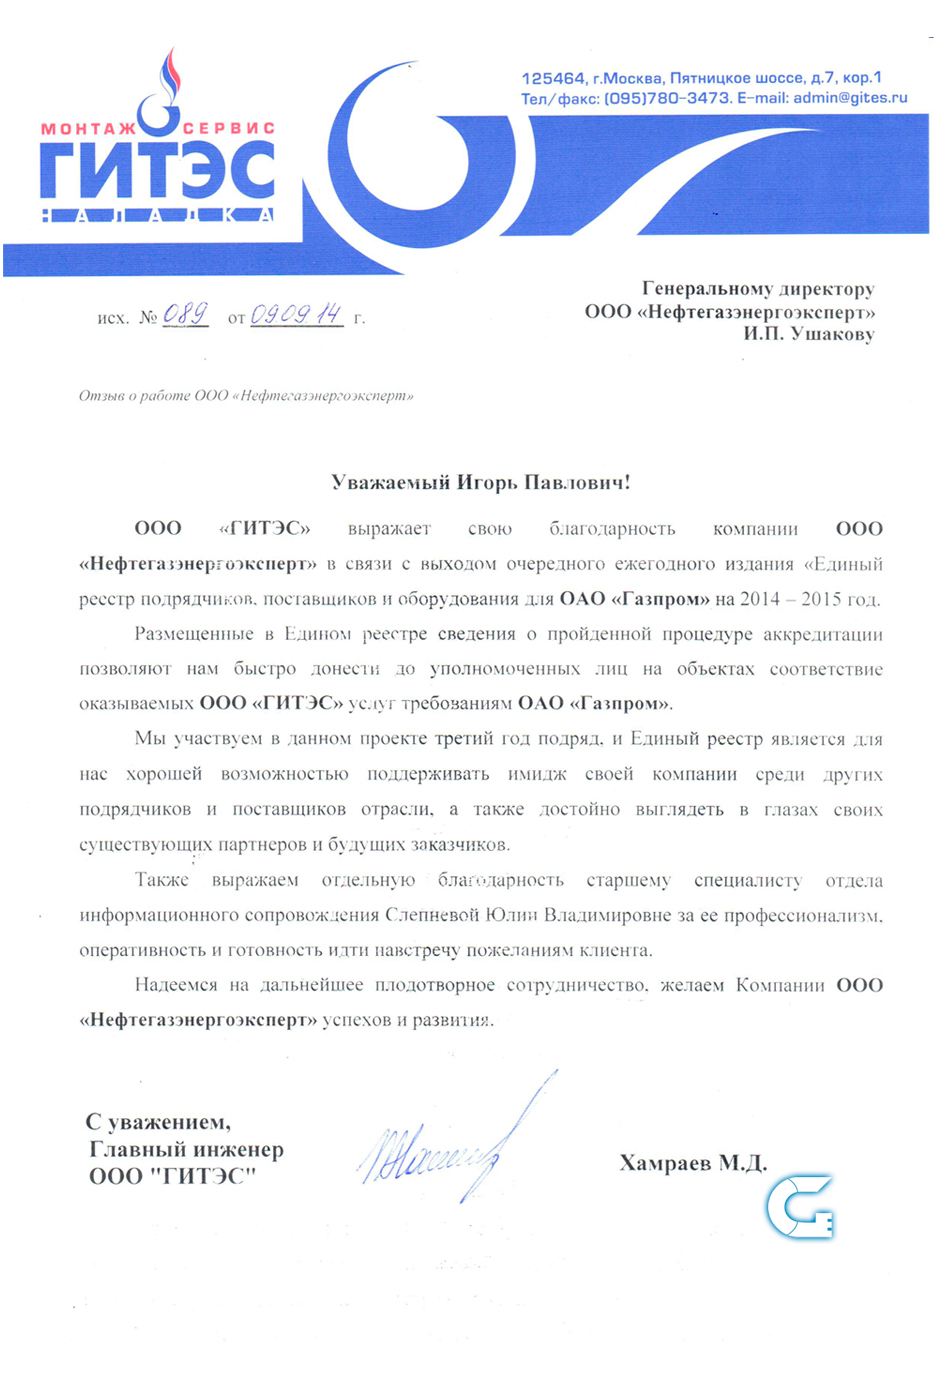 125464, г.Москва, Пятницкое шоссе, д.7, кор.1
Тел/факс: (095)780-3473. E-mail: admin@gites.ru
МОНТАЖ СЕРВИС
ГИТЭС
НАЛАДКА
исх. № 089 от 09 09 14 г.
Генеральному директору
ООО «Нефтегазэнергоэксперт»
И.П. Ушакову
Отзыв о работе ООО «Нефтегазэнергоэксперт»
Уважаемый Игорь Павлович!
ООО «ГИТЭС» выражает свою благодарность компании ООО
«Нефтегазэнергоэксперт» в связи с выходом очередного ежегодного издания «Единый
реестр подрядчиков, поставщиков и оборудования для ОАО «Газпром» на 2014 – 2015 год.
Размещенные в Едином реестре сведения о пройденной процедуре аккредитации
позволяют нам быстро донести до уполномоченных лиц на объектах соответствие
оказываемых ООО «ГИТЭС» услуг требованиям ОАО «Газпром».
Мы участвуем в данном проекте третий год подряд, и Единый реестр является для
нас хорошей возможностью поддерживать имидж своей компании среди других
подрядчиков и поставщиков отрасли, а также достойно выглядеть в глазах своих
существующих партнеров и будущих заказчиков.
Также выражаем отдельную благодарность старшему специалисту отдела
информационного сопровождения Слепневой Юлии Владимировне за ее профессионализм,
оперативность и готовность идти навстречу пожеланиям клиента.
Надеемся на дальнейшее плодотворное сотрудничество, желаем Компании ООО
«Нефтегазэнергоэксперт» успехов и развития.
С уважением,
Главный инженер
ООО "ГИТЭС"
Хамраев М.Д.